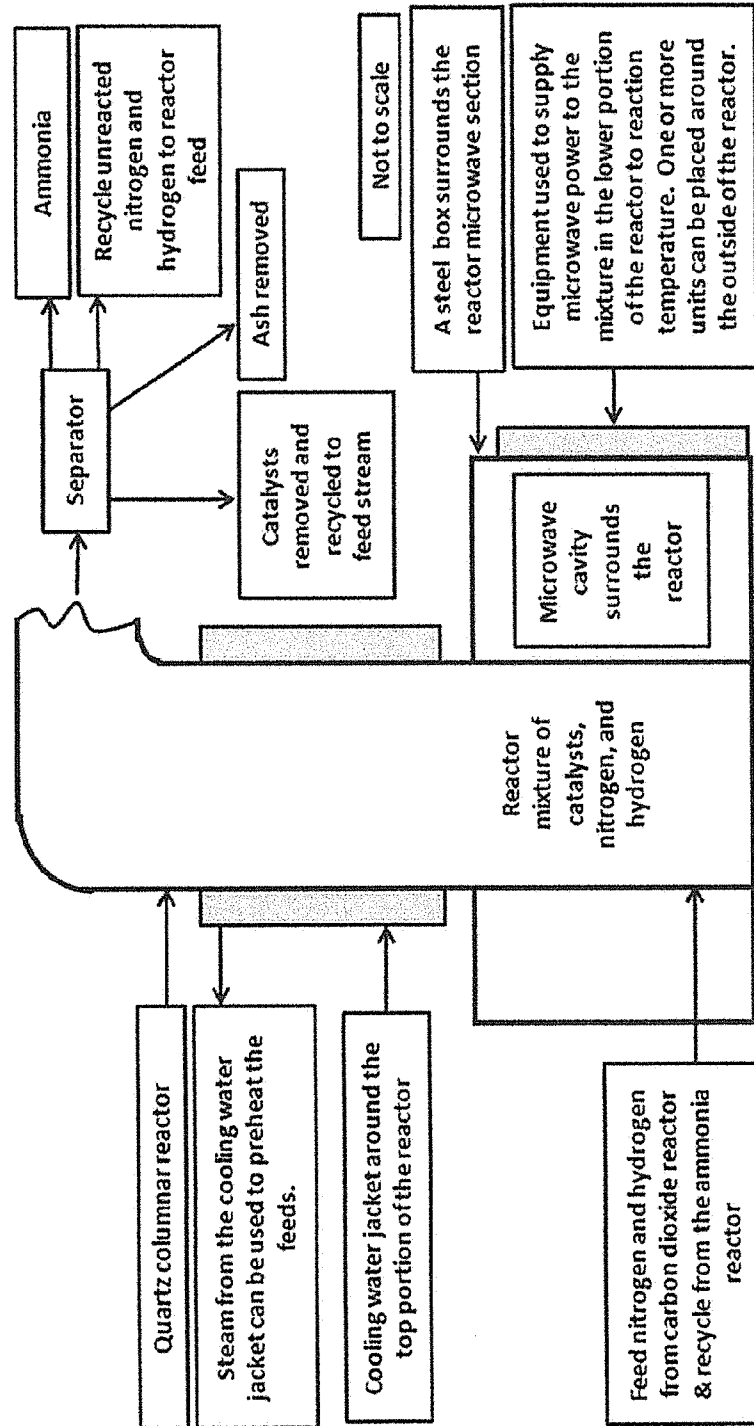 Quartz columnar reactor
Steam from the cooling water
jacket can be used to preheat the
feeds.
Cooling water jacket around the
top portion of the reactor
Feed nitrogen and hydrogen
from carbon dioxide reactor
& recycle from the ammonia
reactor
Reactor
mixture of
catalysts,
nitrogen, and
hydrogen
Separator
Ammonia
Recycle unreacted
nitrogen and
hydrogen to reactor
feed
Ash removed
Catalysts
removed and
recycled to
feed stream
Not to scale
A steel box surrounds the
reactor microwave section
Microwave
cavity
surrounds
the
reactor
Equipment used to supply
microwave power to the
mixture in the lower portion
of the reactor to reaction
temperature. One or more
units can be placed around
the outside of the reactor.